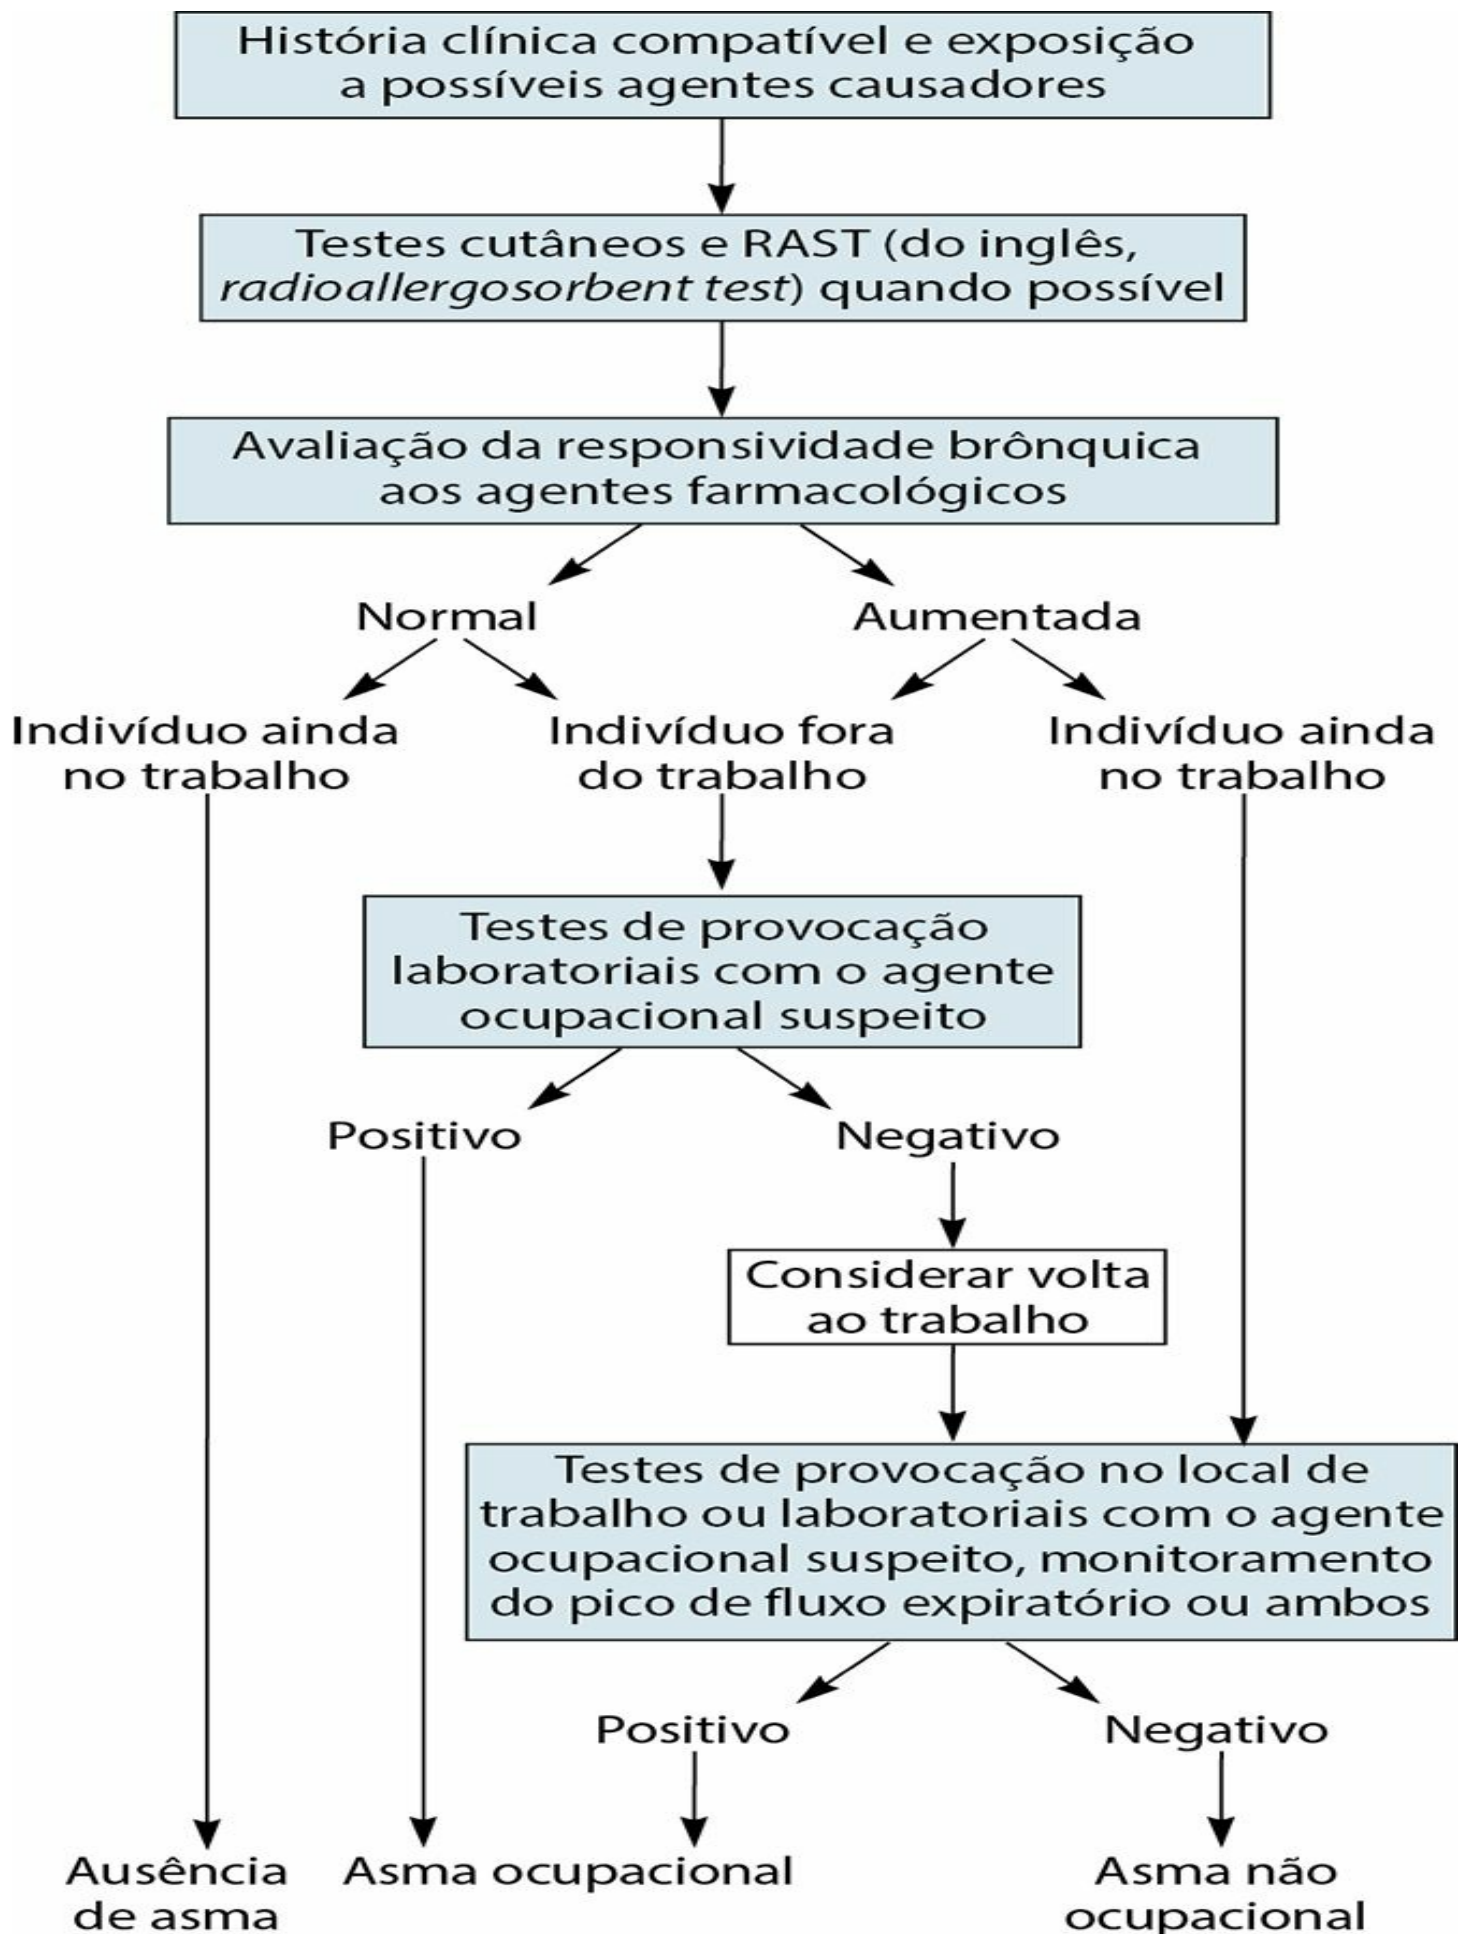 História clínica compatível e exposição
a possíveis agentes causadores
Testes cutâneos e RAST (do inglês,
radioallergosorbent test) quando possível
Avaliação da responsividade brônquica
aos agentes farmacológicos
Normal
Aumentada
Indivíduo ainda
no trabalho
Indivíduo fora
do trabalho
Indivíduo ainda
no trabalho
Testes de provocação
laboratoriais com o agente
ocupacional suspeito
Positivo
Negativo
Considerar volta
ao trabalho
Testes de provocação no local de
trabalho ou laboratoriais com o agente
ocupacional suspeito, monitoramento
do pico de fluxo expiratório ou ambos
Positivo
Negativo
Ausência
de asma
Asma ocupacional
Asma não
ocupacional